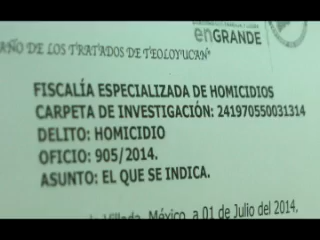 enGRANDE
AÑO DE LOS TRATADOS DE TEOLOYUCAN"
FISCALÍA ESPECIALIZADA DE HOMICIDIOS
CARPETA DE INVESTIGACIÓN: 241970550031314
DELITO: HOMICIDIO
OFICIO: 905/2014.
ASUNTO: EL QUE SE INDICA.
Villada, México, a 01 de Julio del 2014.